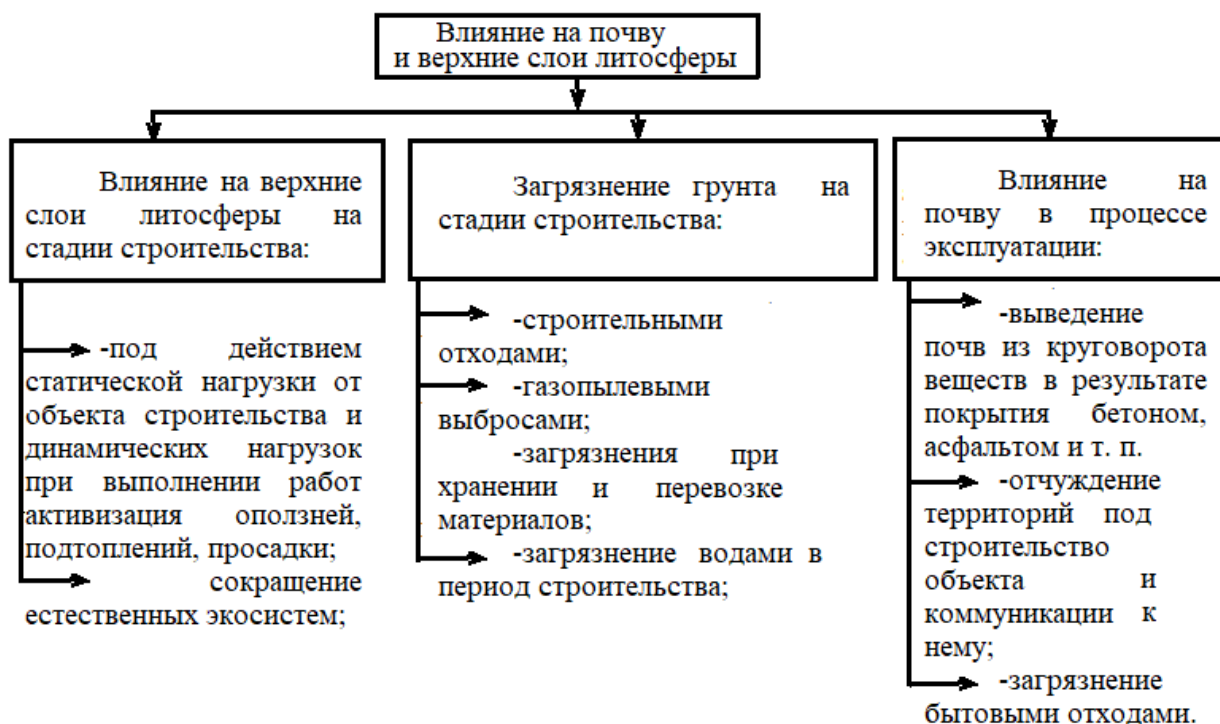 Влияние на почву
и верхние слои литосферы
Влияние на верхние
слои литосферы на
стадии строительства:
-под действием
статической нагрузки от
объекта строительства и
динамических нагрузок
при выполнении работ
активизация оползней,
подтоплений, просадки;
сокращение
естественных экосистем;
Загрязнение грунта на
стадии строительства:
-строительными
отходами;
-газопылевыми
выбросами;
-загрязнения при
хранении и перевозке
материалов;
-загрязнение водами в
период строительства;
Влияние на
почву в процессе
эксплуатации:
-выведение
почв из круговорота
веществ в результате
покрытия бетоном,
асфальтом и т. п.
-отчуждение
территорий под
строительство
объекта и
коммуникации к
нему;
-загрязнение
бытовыми отходами.